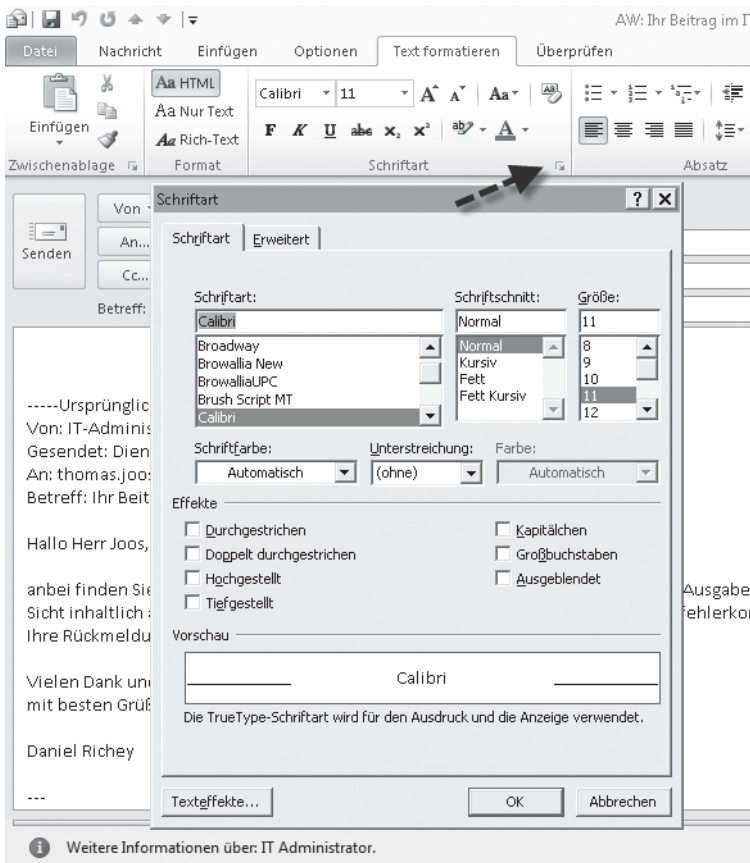 AW: Ihr Beitrag im I
Datei Nachricht Einfügen Optionen Text formatieren Überprüfen
Einfügen
Zwischenablage
Aa HTML
Aa Nur Text
Aa Rich-Text
Format
Calibri 11 A A Aa
F K U abc x₂ x² ab A
Schriftart
Absatz
Senden
Von
An...
Cc...
Betreff:
Schriftart
Schriftart Erweitert
Schriftart: Schriftschnitt: Größe:
Calibri Normal 11
Broadway Normal 8
Browallia New Kursiv 9
BrowalliaUPC Fett 10
Brush Script MT Fett Kursiv 11
Calibri 12
Schriftfarbe: Unterstreichung: Farbe:
Automatisch (ohne) Automatisch
Effekte
Durchgestrichen Kapitälchen
Doppelt durchgestrichen Großbuchstaben
Hochgestellt Ausgeblendet
Tiefgestellt
Vorschau
Calibri
Die TrueType-Schriftart wird für den Ausdruck und die Anzeige verwendet.
Texteffekte... OK Abbrechen
-----Ursprünglic
Von: IT-Adminis
Gesendet: Dien
An: thomas.joos
Betreff: Ihr Beit
Hallo Herr Joos,
anbei finden Sie Ausgabe
Sicht inhaltlich ehlerko
Ihre Rückmeldu
Vielen Dank und
mit besten Grüß
Daniel Richey
---
Weitere Informationen über: IT Administrator.